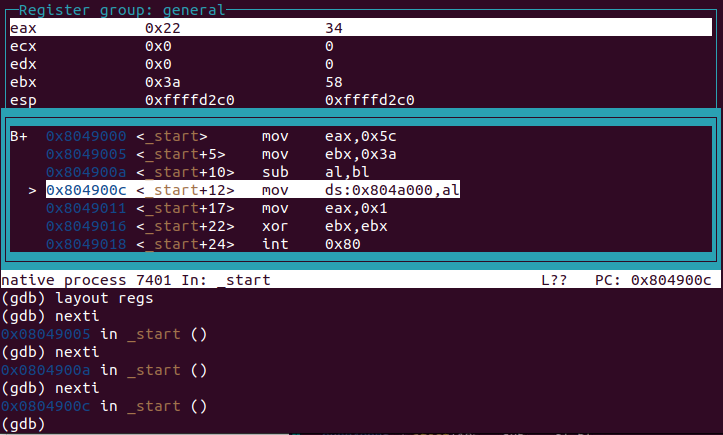 Register group: general
eax 0x22 34
ecx 0x0 0
edx 0x0 0
ebx 0x3a 58
esp 0xffffd2c0 0xffffd2c0
B+ 0x8049000 <_start> mov eax,0x5c
0x8049005 <_start+5> mov ebx,0x3a
0x804900a <_start+10> sub al,bl
> 0x804900c <_start+12> mov ds:0x804a000,al
0x8049011 <_start+17> mov eax,0x1
0x8049016 <_start+22> xor ebx,ebx
0x8049018 <_start+24> int 0x80
native process 7401 In: _start L?? PC: 0x804900c
(gdb) layout regs
(gdb) nexti
0x08049005 in _start ()
(gdb) nexti
0x0804900a in _start ()
(gdb) nexti
0x0804900c in _start ()
(gdb)